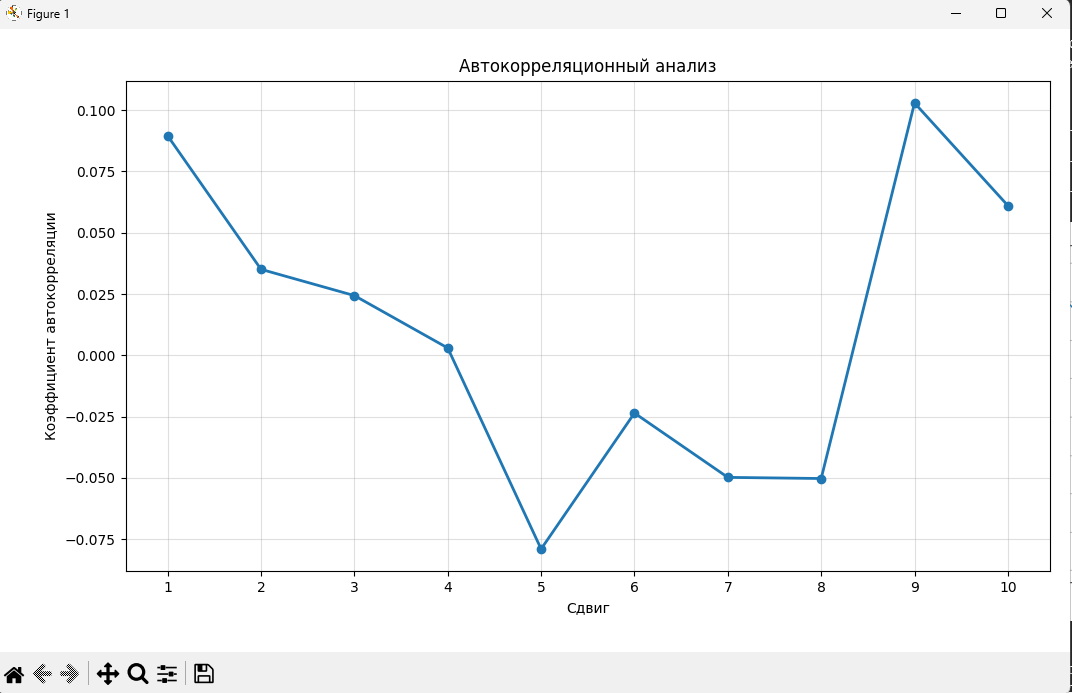 Figure 1
Автокорреляционный анализ
Коэффициент автокорреляции
0.100
0.075
0.050
0.025
0.000
−0.025
−0.050
−0.075
1 2 3 4 5 6 7 8 9 10
Сдвиг